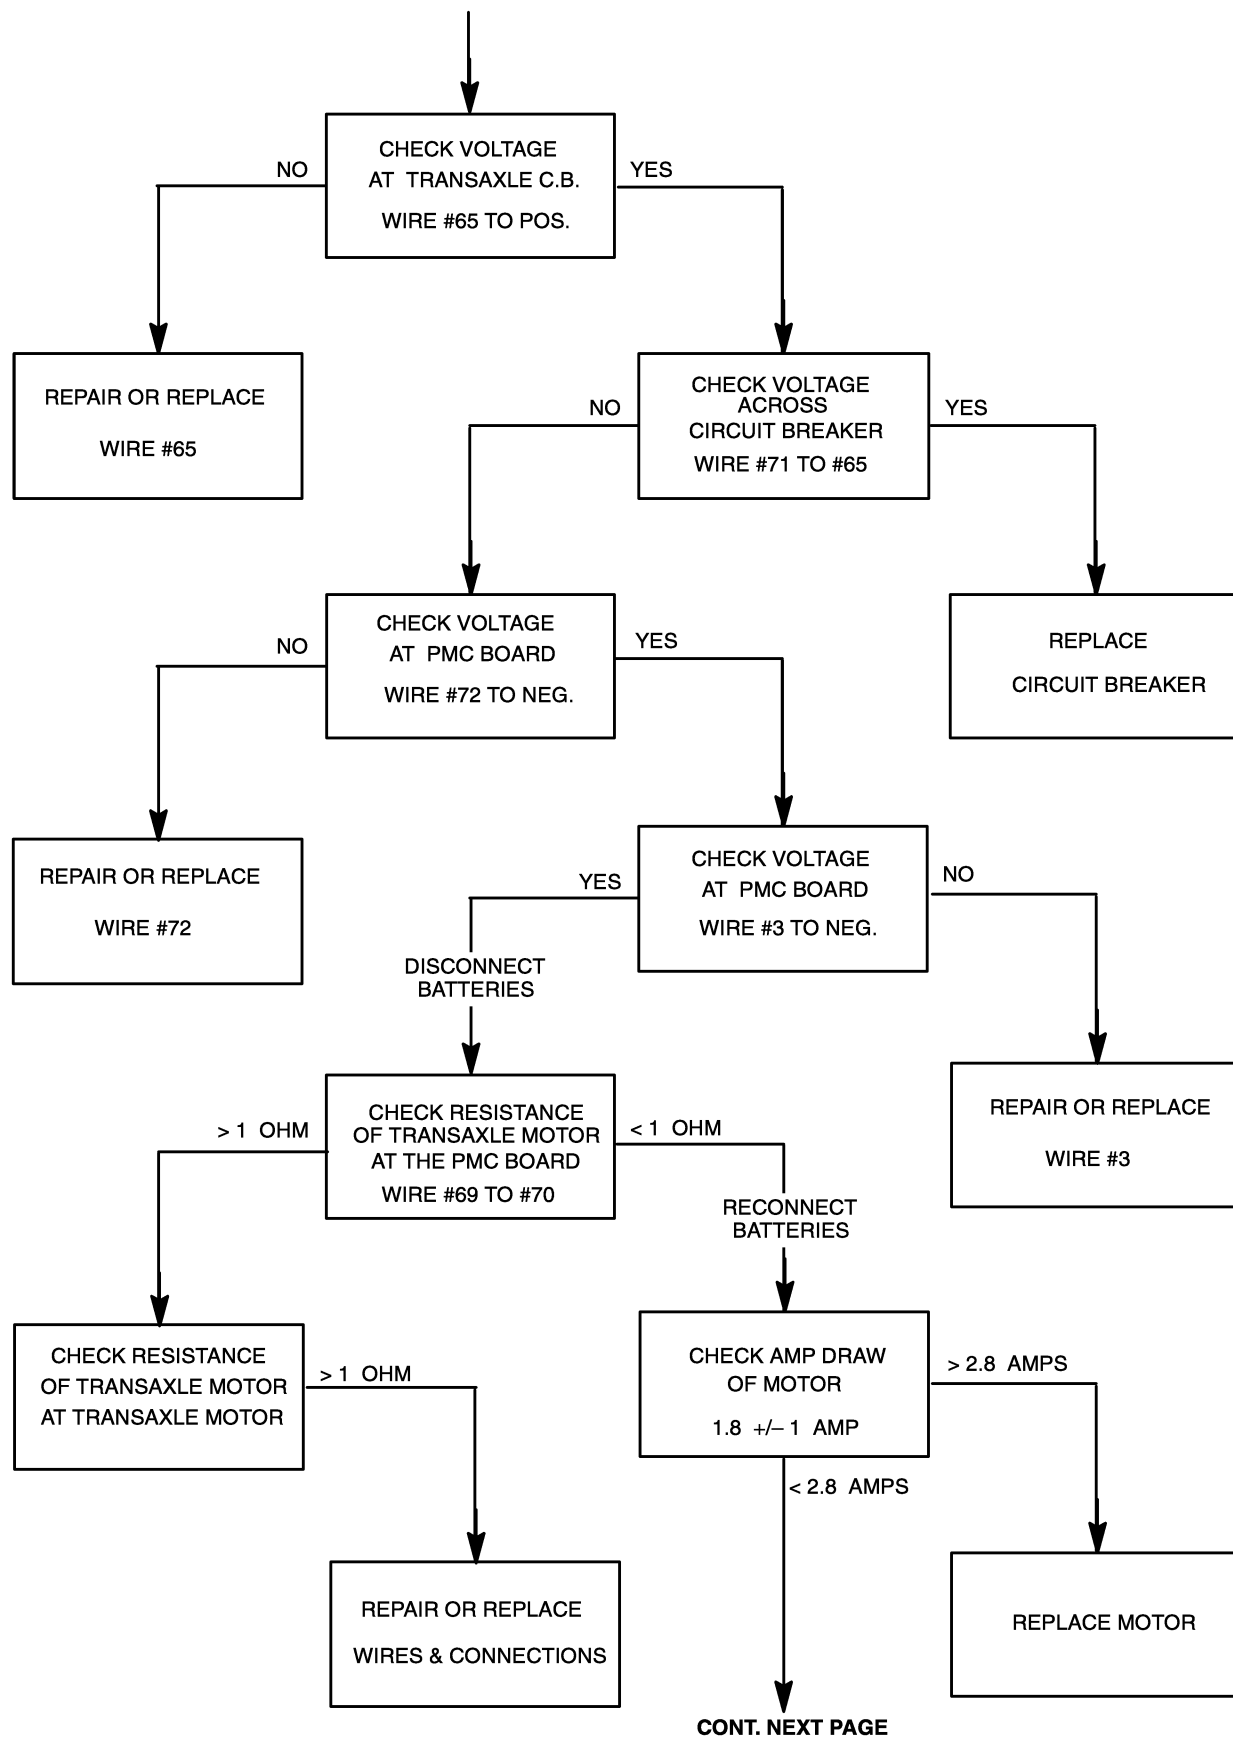 CHECK VOLTAGE
AT TRANSAXLE C.B.
WIRE #65 TO POS.
NO
YES
REPAIR OR REPLACE
WIRE #65
CHECK VOLTAGE
ACROSS
CIRCUIT BREAKER
WIRE #71 TO #65
NO
YES
CHECK VOLTAGE
AT PMC BOARD
WIRE #72 TO NEG.
NO
YES
REPLACE
CIRCUIT BREAKER
REPAIR OR REPLACE
WIRE #72
CHECK VOLTAGE
AT PMC BOARD
WIRE #3 TO NEG.
YES
NO
DISCONNECT
BATTERIES
CHECK RESISTANCE
OF TRANSAXLE MOTOR
AT THE PMC BOARD
WIRE #69 TO #70
> 1 OHM
< 1 OHM
REPAIR OR REPLACE
WIRE #3
RECONNECT
BATTERIES
CHECK RESISTANCE
OF TRANSAXLE MOTOR
AT TRANSAXLE MOTOR
> 1 OHM
CHECK AMP DRAW
OF MOTOR
1.8 +/– 1 AMP
> 2.8 AMPS
< 2.8 AMPS
REPAIR OR REPLACE
WIRES & CONNECTIONS
REPLACE MOTOR
CONT. NEXT PAGE